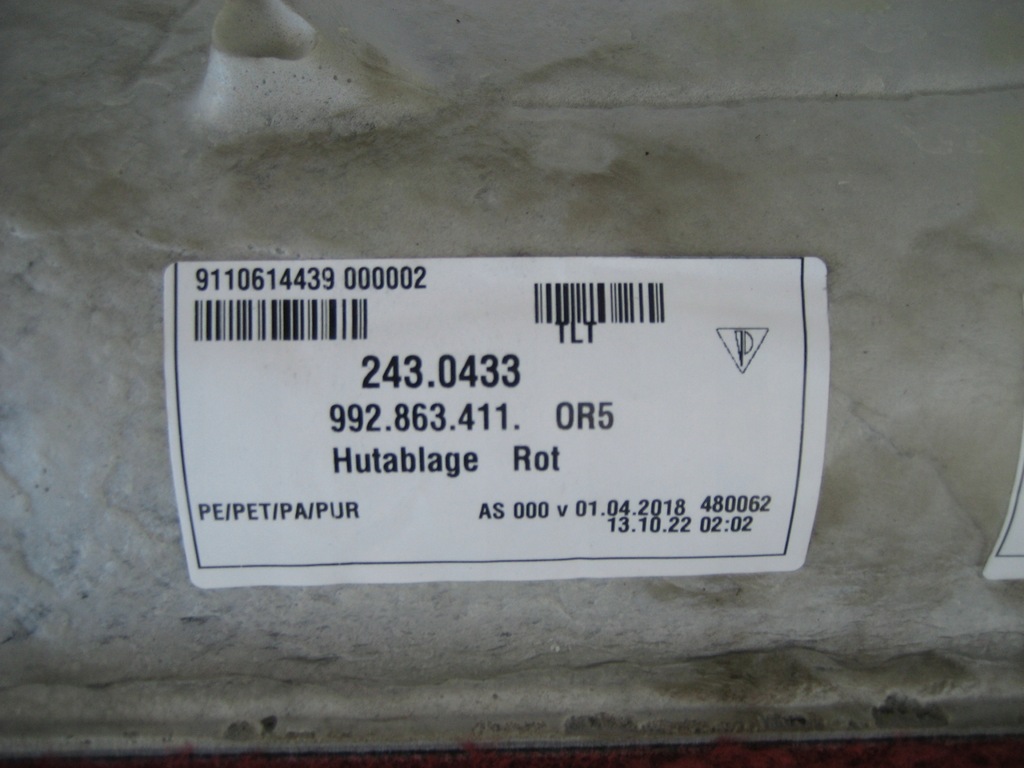 9110614439 000002
TLT
243.0433
992.863.411. OR5
Hutablage Rot
PE/PET/PA/PUR
AS 000 v 01.04.2018 480062
13.10.22 02:02